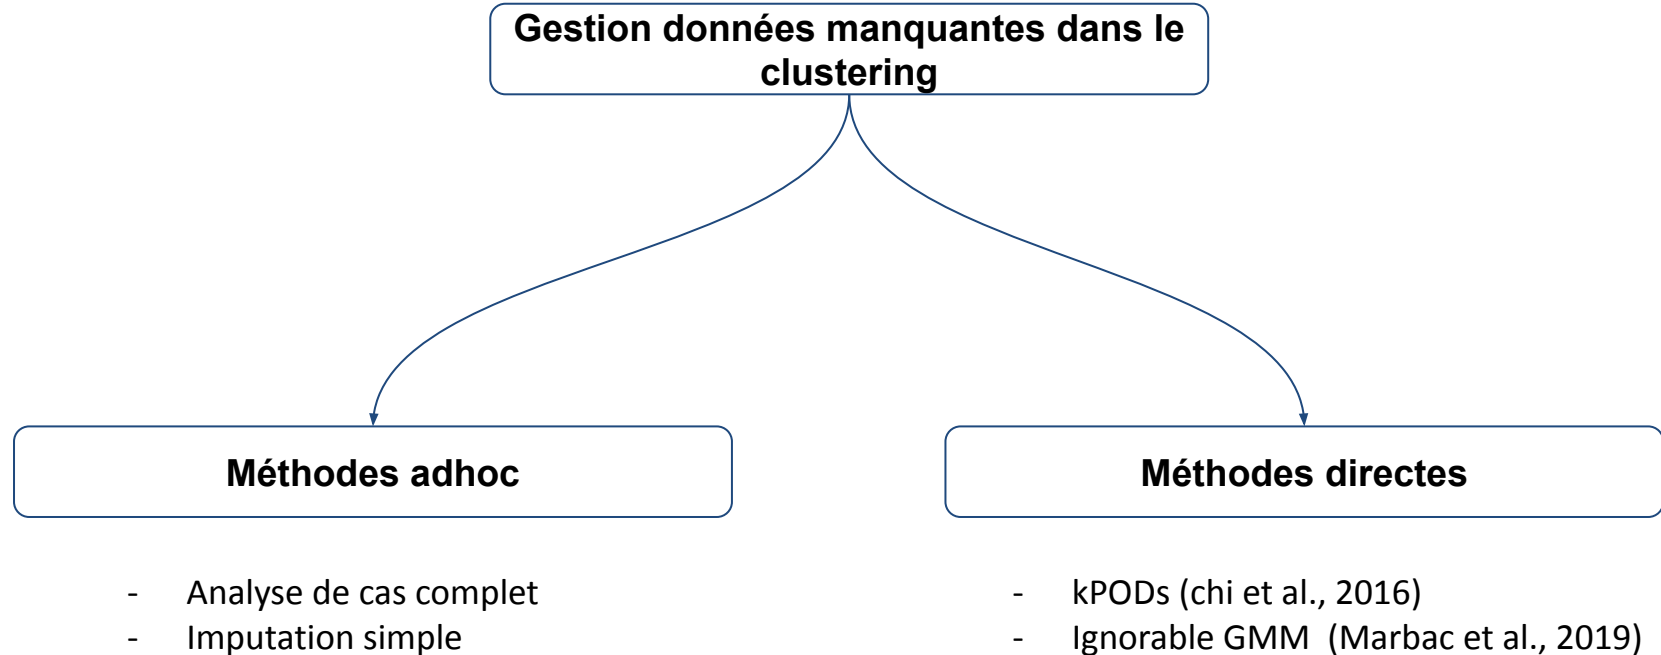 Gestion données manquantes dans le
clustering
Méthodes adhoc
Méthodes directes
- Analyse de cas complet
- Imputation simple
- kPODs (chi et al., 2016)
- Ignorable GMM (Marbac et al., 2019)